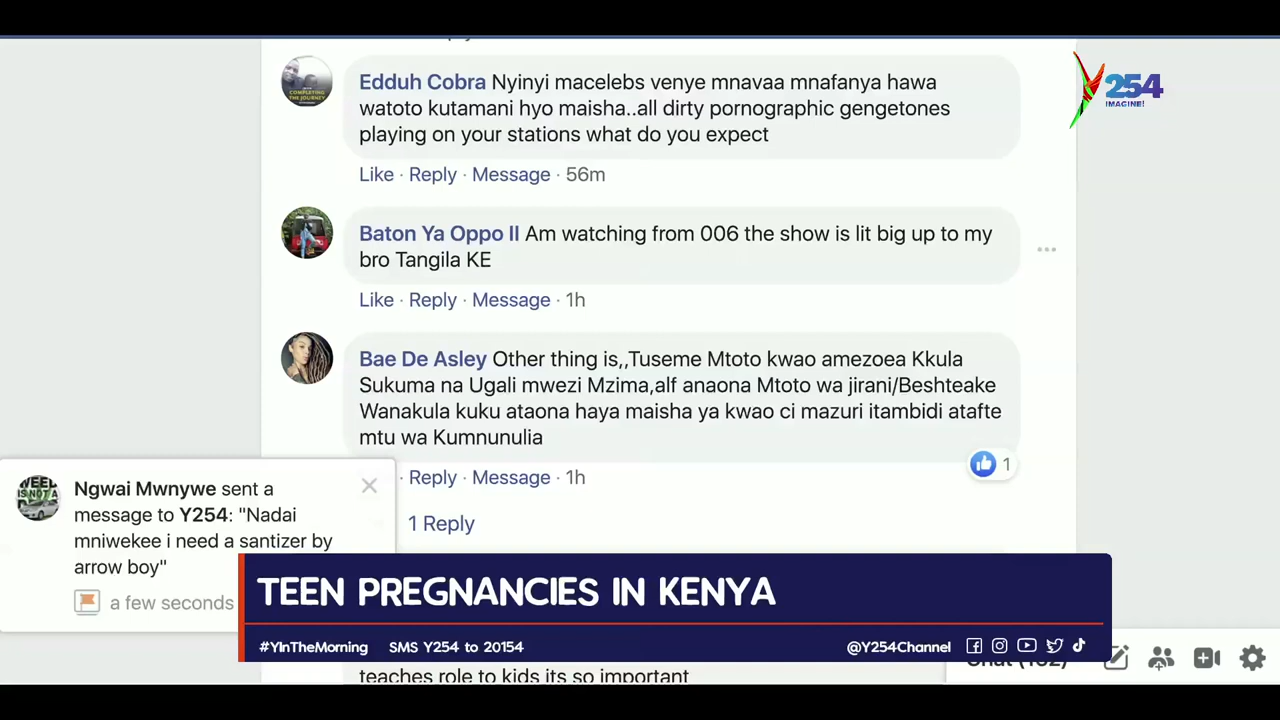 Edduh Cobra Nyinyi macelebs venye mnavaa mnafanya hawa
watoto kutamani hyo maisha..all dirty pornographic gengetones
playing on your stations what do you expect
Like · Reply · Message · 56m
Y254
IMAGINE!
Baton Ya Oppo II Am watching from 006 the show is lit big up to my
bro Tangila KE
Like · Reply · Message · 1h
Bae De Asley Other thing is,,Tuseme Mtoto kwao amezoea Kkula
Sukuma na Ugali mwezi Mzima,alf anaona Mtoto wa jirani/Beshteake
Wanakula kuku ataona haya maisha ya kwao ci mazuri itambidi atafte
mtu wa Kumnunulia
1
· Reply · Message · 1h
1 Reply
Ngwai Mwnywe sent a
message to Y254: "Nadai
mniwekee i need a santizer by
arrow boy"
a few seconds
TEEN PREGNANCIES IN KENYA
#YInTheMorning SMS Y254 to 20154
@Y254Channel
teaches role to kids its so important